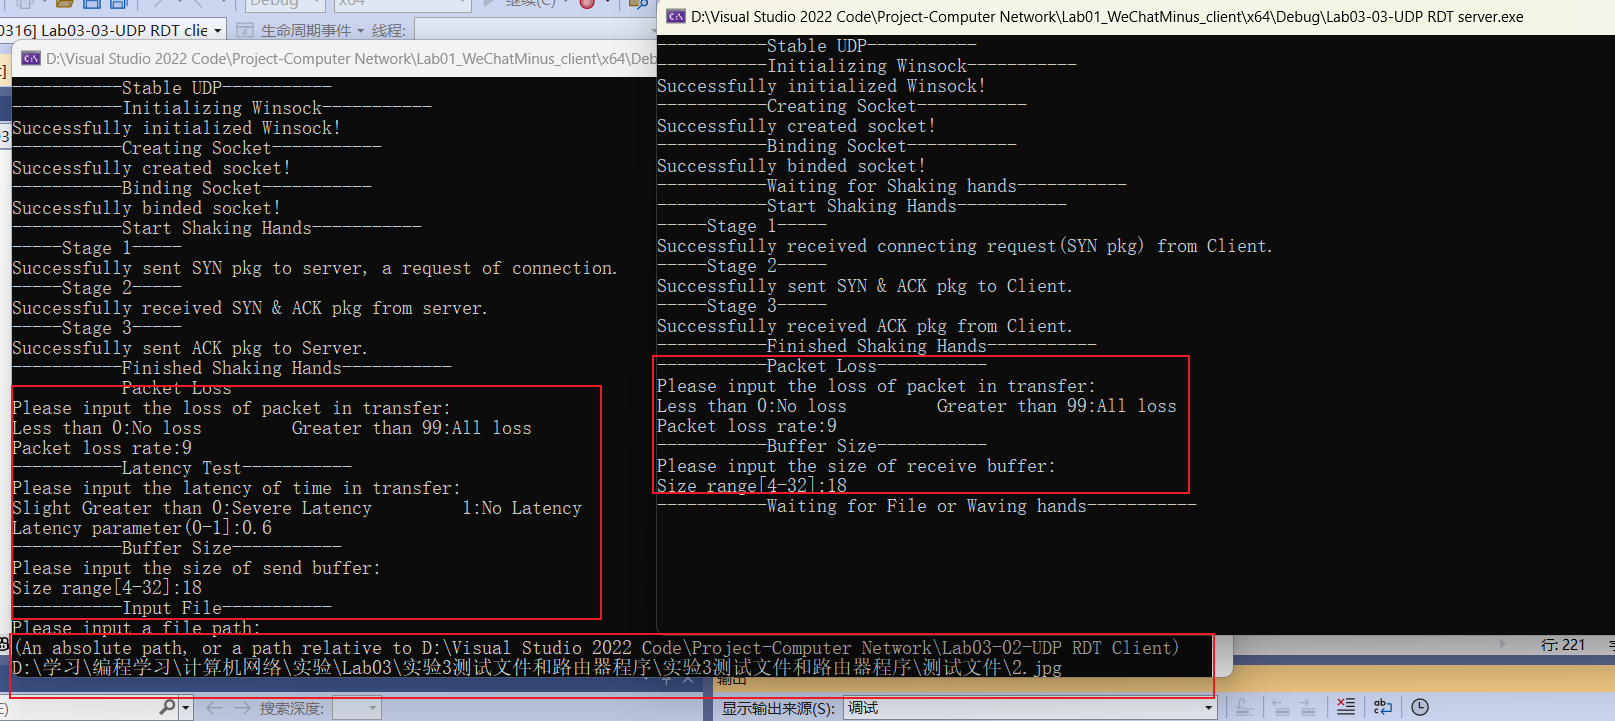 Debug
x64
继续(C)
0316] Lab03-03-UDP RDT clie
生命周期事件
线程:
D:\Visual Studio 2022 Code\Project-Computer Network\Lab01_WeChatMinus_client\x64\Deb
-----------Stable UDP-----------
-----------Initializing Winsock-----------
Successfully initialized Winsock!
-----------Creating Socket-----------
Successfully created socket!
-----------Binding Socket-----------
Successfully binded socket!
-----------Start Shaking Hands-----------
-----Stage 1-----
Successfully sent SYN pkg to server, a request of connection.
-----Stage 2-----
Successfully received SYN & ACK pkg from server.
-----Stage 3-----
Successfully sent ACK pkg to Server.
-----------Finished Shaking Hands-----------
Packet Loss
Please input the loss of packet in transfer:
Less than 0:No loss         Greater than 99:All loss
Packet loss rate:9
-----------Latency Test-----------
Please input the latency of time in transfer:
Slight Greater than 0:Severe Latency         1:No Latency
Latency parameter(0-1]:0.6
-----------Buffer Size-----------
Please input the size of send buffer:
Size range[4-32]:18
-----------Input File-----------
Please input a file path:
(An absolute path, or a path relative to D:\Visual Studio 2022 Code\Project-Computer Network\Lab03-02-UDP RDT Client)
D:\学习\编程学习\计算机网络\实验\Lab03\实验3测试文件和路由器程序\实验3测试文件和路由器程序\测试文件\2.jpg
D:\Visual Studio 2022 Code\Project-Computer Network\Lab01_WeChatMinus_client\x64\Debug\Lab03-03-UDP RDT server.exe
-----------Stable UDP-----------
-----------Initializing Winsock-----------
Successfully initialized Winsock!
-----------Creating Socket-----------
Successfully created socket!
-----------Binding Socket-----------
Successfully binded socket!
-----------Waiting for Shaking hands-----------
-----------Start Shaking Hands-----------
-----Stage 1-----
Successfully received connecting request(SYN pkg) from Client.
-----Stage 2-----
Successfully sent SYN & ACK pkg to Client.
-----Stage 3-----
Successfully received ACK pkg from Client.
-----------Finished Shaking Hands-----------
-----------Packet Loss-----------
Please input the loss of packet in transfer:
Less than 0:No loss         Greater than 99:All loss
Packet loss rate:9
-----------Buffer Size-----------
Please input the size of receive buffer:
Size range[4-32]:18
-----------Waiting for File or Waving hands-----------
行: 221
输出
搜索深度:
显示输出来源(S):
调试